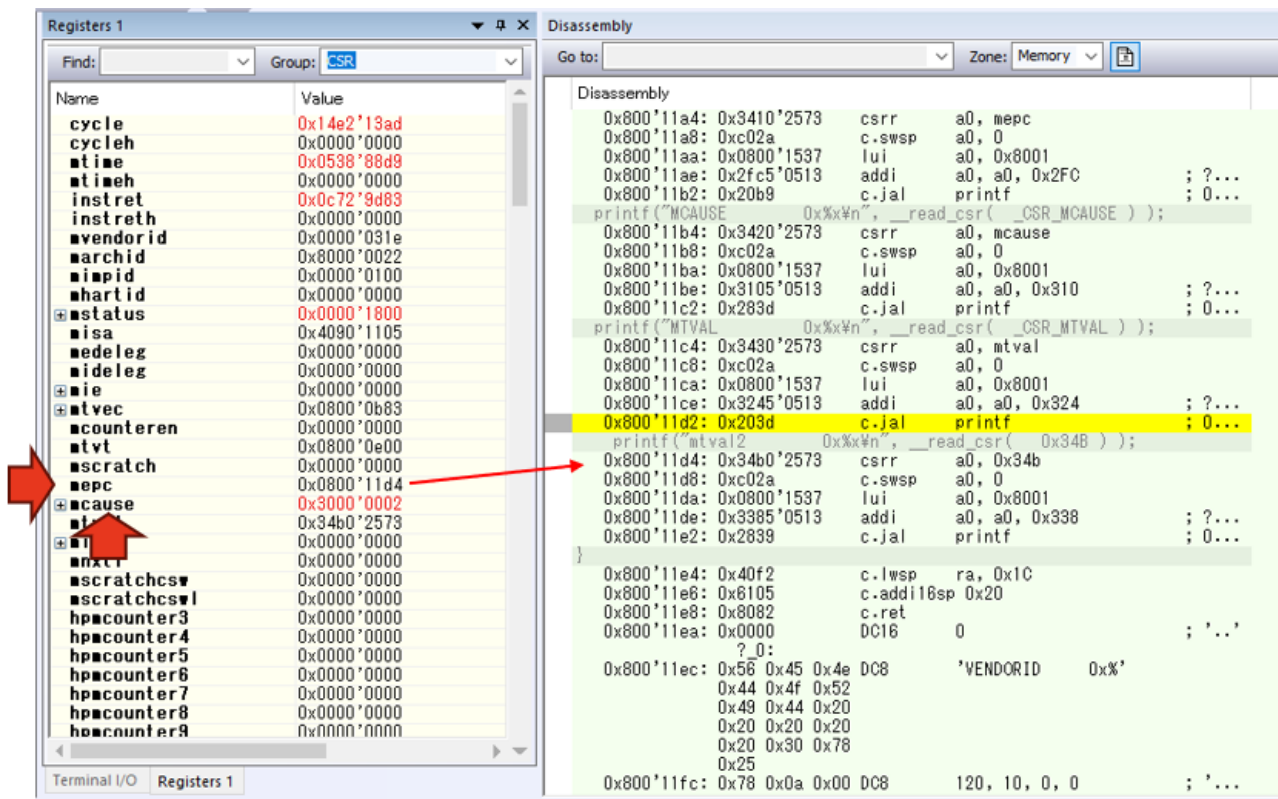 Registers 1
Find: Group: CSR
Name Value
cycle 0x14e2'13ad
cycleh 0x0000'0000
mtime 0x0538'88d9
mtimeh 0x0000'0000
instret 0x0c72'9d83
instreth 0x0000'0000
mvendorid 0x0000'031e
marchid 0x8000'0022
mimpid 0x0000'0100
mhartid 0x0000'0000
mstatus 0x0000'1800
misa 0x4090'1105
medeleg 0x0000'0000
mideleg 0x0000'0000
mie 0x0000'0000
mtvec 0x0800'0b83
mcounteren 0x0000'0000
mtvt 0x0800'0e00
mscratch 0x0000'0000
mepc 0x0800'11d4
mcause 0x3000'0002
0x34b0'2573
0x0000'0000
0x0000'0000
mscratchcsw 0x0000'0000
mscratchcswl 0x0000'0000
hpmcounter3 0x0000'0000
hpmcounter4 0x0000'0000
hpmcounter5 0x0000'0000
hpmcounter6 0x0000'0000
hpmcounter7 0x0000'0000
hpmcounter8 0x0000'0000
hpmcounter9 0x0000'0000
Terminal I/O Registers 1
Disassembly
Go to: Zone: Memory
Disassembly
0x800'11a4: 0x3410'2573 csrr a0, mepc
0x800'11a8: 0xc02a c.swsp a0, 0
0x800'11aa: 0x0800'1537 lui a0, 0x8001
0x800'11ae: 0x2fc5'0513 addi a0, a0, 0x2FC ; ?...
0x800'11b2: 0x20b9 c.jal printf ; 0...
printf("MCAUSE 0x%x¥n", __read_csr( _CSR_MCAUSE ) );
0x800'11b4: 0x3420'2573 csrr a0, mcause
0x800'11b8: 0xc02a c.swsp a0, 0
0x800'11ba: 0x0800'1537 lui a0, 0x8001
0x800'11be: 0x3105'0513 addi a0, a0, 0x310 ; ?...
0x800'11c2: 0x283d c.jal printf ; 0...
printf("MTVAL 0x%x¥n", __read_csr( _CSR_MTVAL ) );
0x800'11c4: 0x3430'2573 csrr a0, mtval
0x800'11c8: 0xc02a c.swsp a0, 0
0x800'11ca: 0x0800'1537 lui a0, 0x8001
0x800'11ce: 0x3245'0513 addi a0, a0, 0x324 ; ?...
0x800'11d2: 0x203d c.jal printf ; 0...
printf("mtval2 0x%x¥n", __read_csr( 0x34B ) );
0x800'11d4: 0x34b0'2573 csrr a0, 0x34b
0x800'11d8: 0xc02a c.swsp a0, 0
0x800'11da: 0x0800'1537 lui a0, 0x8001
0x800'11de: 0x3385'0513 addi a0, a0, 0x338 ; ?...
0x800'11e2: 0x2839 c.jal printf ; 0...
}
0x800'11e4: 0x40f2 c.lwsp ra, 0x1C
0x800'11e6: 0x6105 c.addi16sp 0x20
0x800'11e8: 0x8082 c.ret
0x800'11ea: 0x0000 DC16 0 ; '..'
?_0:
0x800'11ec: 0x56 0x45 0x4e DC8 'VENDORID 0x%'
0x44 0x4f 0x52
0x49 0x44 0x20
0x20 0x20 0x20
0x20 0x30 0x78
0x25
0x800'11fc: 0x78 0x0a 0x00 DC8 120, 10, 0, 0 ; '...